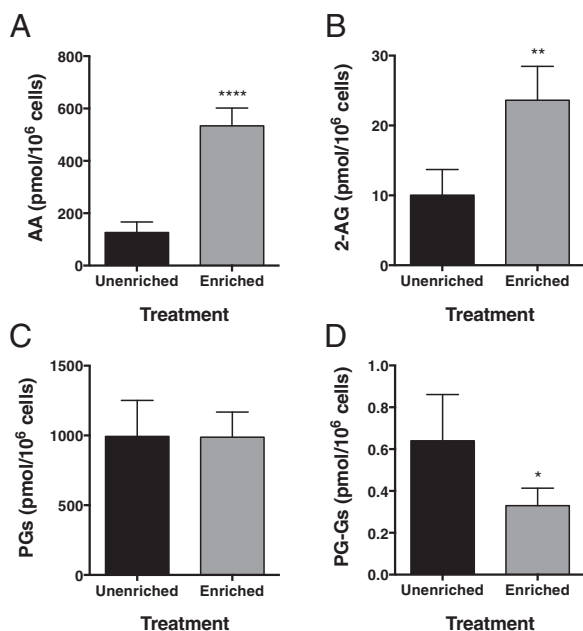 A
AA (pmol/10⁶ cells)
800
600
400
200
0
****
Unenriched Enriched
Treatment
B
2-AG (pmol/10⁶ cells)
30
20
10
0
**
Unenriched Enriched
Treatment
C
PGs (pmol/10⁶ cells)
1500
1000
500
0
Unenriched Enriched
Treatment
D
PG-Gs (pmol/10⁶ cells)
1.0
0.8
0.6
0.4
0.2
0.0
*
Unenriched Enriched
Treatment